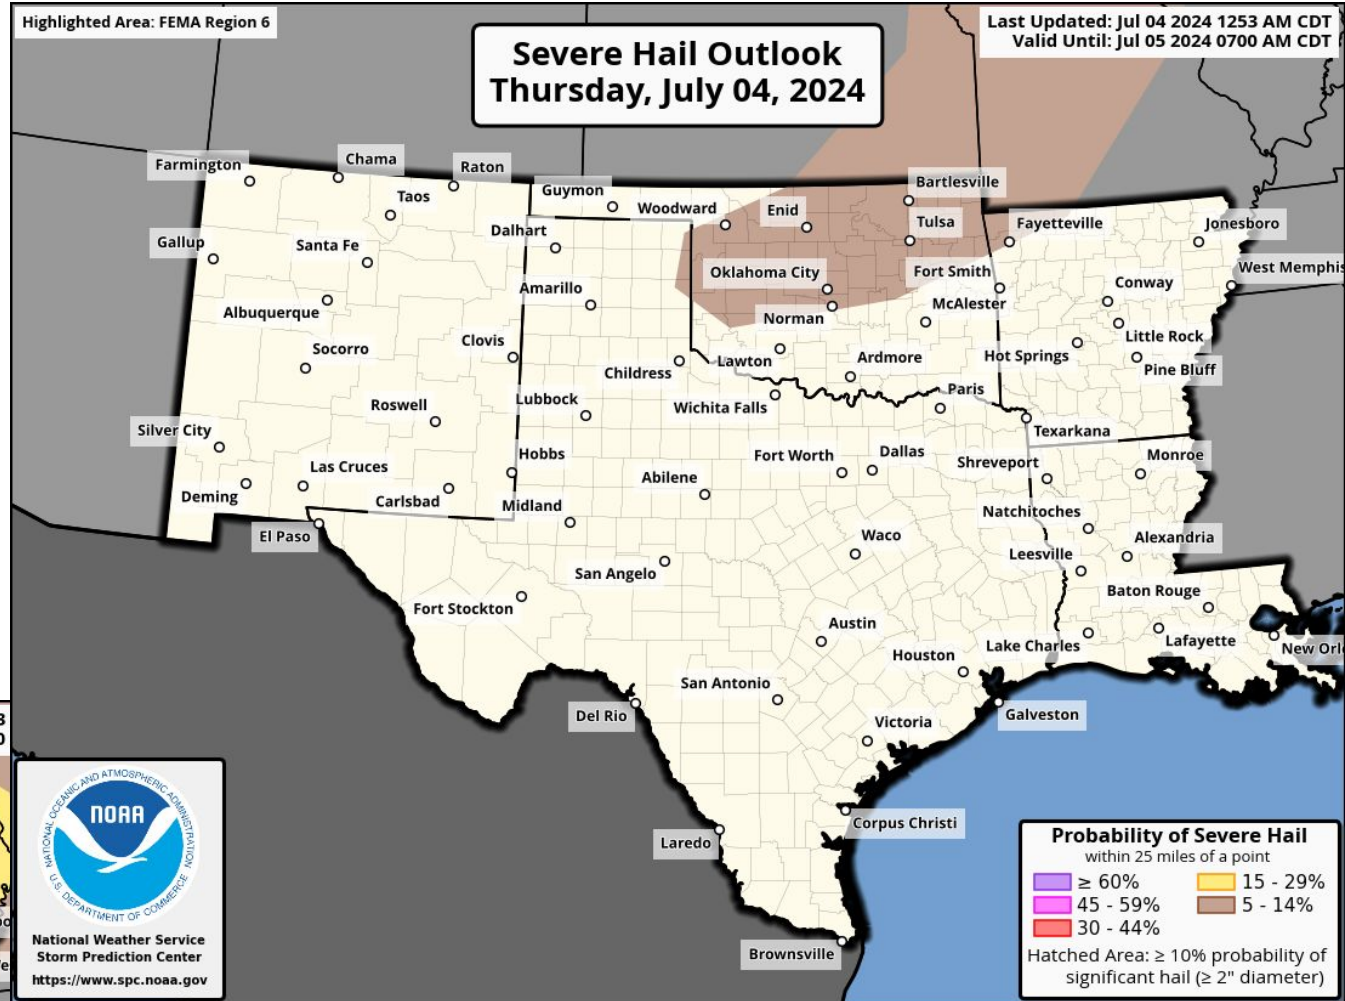 Highlighted Area: FEMA Region 6
Last Updated: Jul 04 2024 1253 AM CDT
Valid Until: Jul 05 2024 0700 AM CDT
Severe Hail Outlook
Thursday, July 04, 2024
Farmington
Chama
Raton
Taos
Guymon
Woodward
Enid
Bartlesville
Tulsa
Fayetteville
Jonesboro
Gallup
Santa Fe
Dalhart
Oklahoma City
Fort Smith
West Memphis
Amarillo
Conway
Albuquerque
Norman
McAlester
Socorro
Clovis
Little Rock
Childress
Lawton
Ardmore
Hot Springs
Pine Bluff
Roswell
Lubbock
Wichita Falls
Paris
Silver City
Texarkana
Las Cruces
Hobbs
Abilene
Fort Worth
Dallas
Shreveport
Monroe
Deming
Carlsbad
Midland
Natchitoches
El Paso
Waco
Alexandria
San Angelo
Leesville
Fort Stockton
Baton Rouge
Austin
Houston
Lake Charles
Lafayette
New Orl
San Antonio
Del Rio
Victoria
Galveston
Laredo
Corpus Christi
Brownsville
3
0
NATIONAL OCEANIC AND ATMOSPHERIC ADMINISTRATION
NOAA
U.S. DEPARTMENT OF COMMERCE
National Weather Service
Storm Prediction Center
https://www.spc.noaa.gov
Probability of Severe Hail
within 25 miles of a point
≥ 60% 15 - 29%
45 - 59% 5 - 14%
30 - 44%
Hatched Area: ≥ 10% probability of
significant hail (≥ 2" diameter)